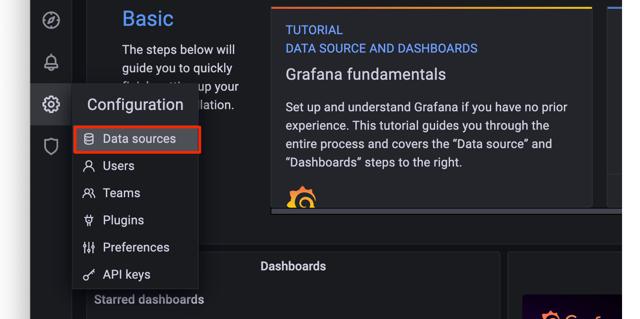 Basic
The steps below will
guide you to quickly
up your
lation.
TUTORIAL
DATA SOURCE AND DASHBOARDS
Grafana fundamentals
Set up and understand Grafana if you have no prior
experience. This tutorial guides you through the
entire process and covers the “Data source” and
“Dashboards” steps to the right.
Configuration
Data sources
Users
Teams
Plugins
Preferences
API keys
Dashboards
Starred dashboards